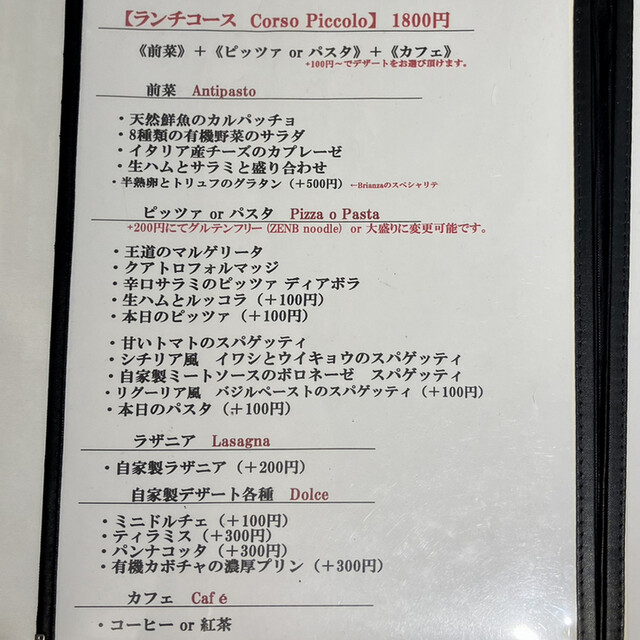 【ランチコース Corso Piccolo】 1800円
《前菜》＋《ピッツァ or パスタ》＋《カフェ》
+100円～でデザートをお選び頂けます。
前菜 Antipasto
・天然鮮魚のカルパッチョ
・8種類の有機野菜のサラダ
・イタリア産チーズのカプレーゼ
・生ハムとサラミと盛り合わせ
・半熟卵とトリュフのグラタン（＋500円） ←Brianzaのスペシャリテ
ピッツァ or パスタ Pizza o Pasta
+200円にてグルテンフリー (ZENB noodle) or 大盛りに変更可能です。
・王道のマルゲリータ
・クアトロフォルマッジ
・辛口サラミのピッツァ ディアボラ
・生ハムとルッコラ（＋100円）
・本日のピッツァ（＋100円）
・甘いトマトのスパゲッティ
・シチリア風 イワシとウイキョウのスパゲッティ
・自家製ミートソースのボロネーゼ スパゲッティ
・リグーリア風 バジルペーストのスパゲッティ（＋100円）
・本日のパスタ（＋100円）
ラザニア Lasagna
・自家製ラザニア（＋200円）
自家製デザート各種 Dolce
・ミニドルチェ（＋100円）
・ティラミス（＋300円）
・パンナコッタ（＋300円）
・有機カボチャの濃厚プリン（＋300円）
カフェ Café
・コーヒー or 紅茶